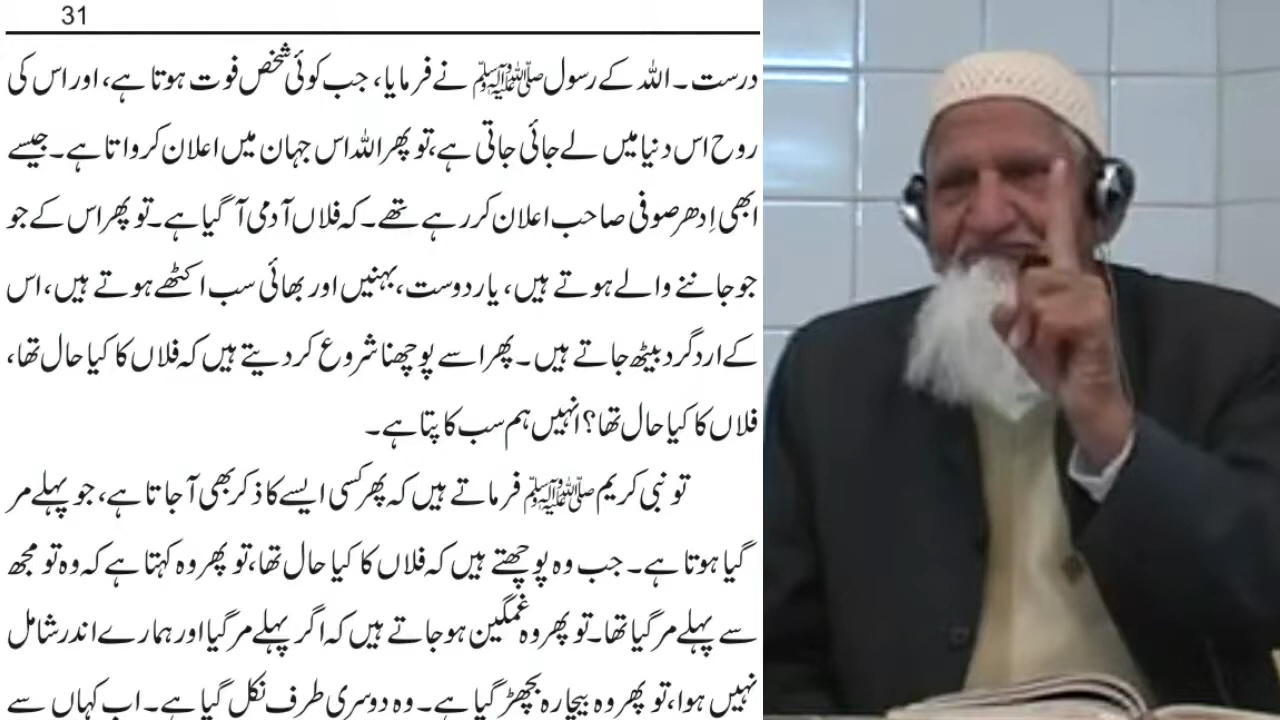 31
درست۔ اللہ کے رسول ﷺ نے فرمایا، جب کوئی شخص فوت ہوتا ہے، اور اس کی
روح اس دنیا میں لے جائی جاتی ہے، تو پھر اللہ اس جہان میں اعلان کرواتا ہے۔ جیسے
ابھی اِدھر صوفی صاحب اعلان کر رہے تھے۔ کہ فلاں آدمی آ گیا ہے۔ تو پھر اس کے جو
جو جاننے والے ہوتے ہیں، یار دوست، بہنیں اور بھائی سب اکٹھے ہوتے ہیں، اس
کے ارد گرد بیٹھ جاتے ہیں۔ پھر اسے پوچھنا شروع کر دیتے ہیں کہ فلاں کا کیا حال تھا،
فلاں کا کیا حال تھا؟ انہیں ہم سب کا پتا ہے۔
تو نبی کریم ﷺ فرماتے ہیں کہ پھر کسی ایسے کا ذکر بھی آ جاتا ہے، جو پہلے مر
گیا ہوتا ہے۔ جب وہ پوچھتے ہیں کہ فلاں کا کیا حال تھا، تو پھر وہ کہتا ہے کہ وہ تو مجھ
سے پہلے مر گیا تھا۔ تو پھر وہ غمگین ہو جاتے ہیں کہ اگر پہلے مر گیا اور ہمارے اندر شامل
نہیں ہوا، تو پھر وہ بیچارہ بچھڑ گیا ہے۔ وہ دوسری طرف نکل گیا ہے۔ اب کہاں سے